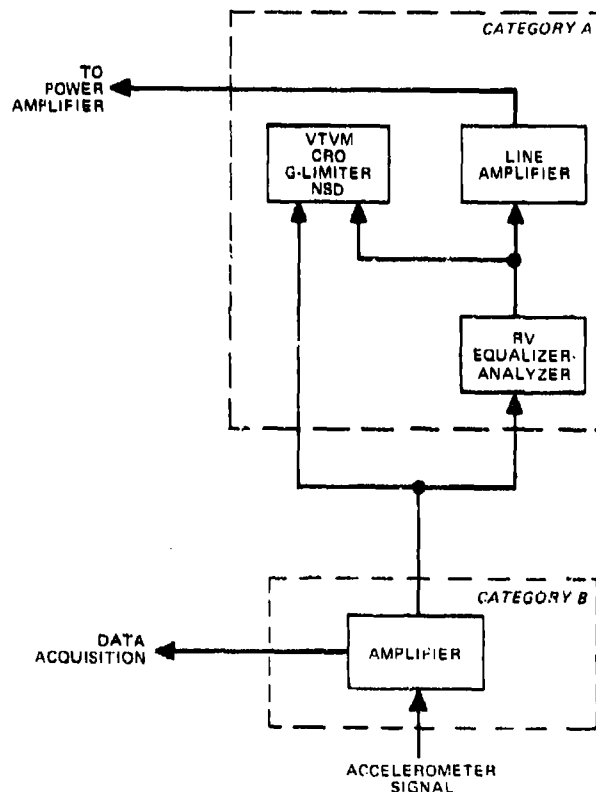 CATEGORY A
TO
POWER
AMPLIFIER
VTVM
CRO
G-LIMITER
NSD
LINE
AMPLIFIER
RV
EQUALIZER-
ANALYZER
CATEGORY B
DATA
ACQUISITION
AMPLIFIER
ACCELEROMETER
SIGNAL